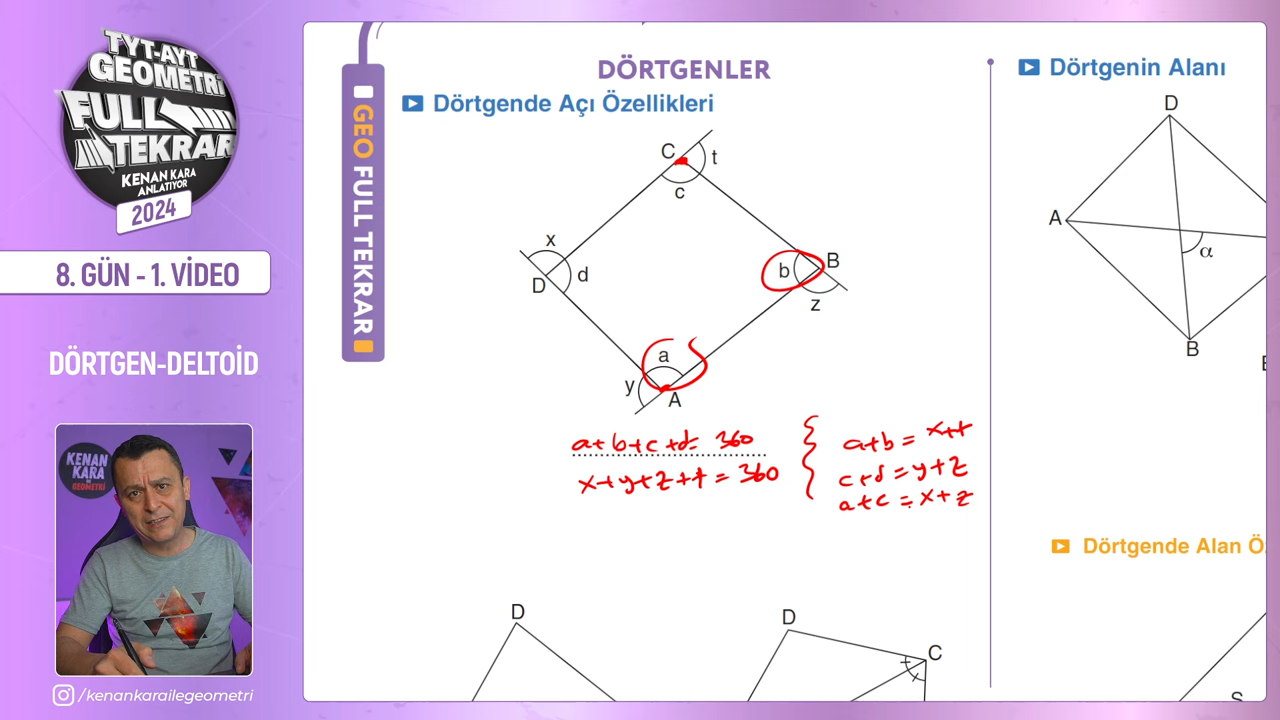 TYT-AYT
GEOMETRİ
FULL
TEKRAR
KENAN KARA
ANLATIYOR
2024
8. GÜN - 1. VİDEO
DÖRTGEN-DELTOİD
KENAN
KARA
GEOMETRİ
/kenankarailegeometri
GEO FULL TEKRAR
DÖRTGENLER
Dörtgende Açı Özellikleri
C
t
c
x
d
D
b
B
z
a
y
A
a+b+c+d= 360
x+y+z+t=360
a+b = x+t
c+d = y+z
a+c = x+z
D
D
C
Dörtgenin Alanı
D
A
α
B
Dörtgende Alan Ö
S